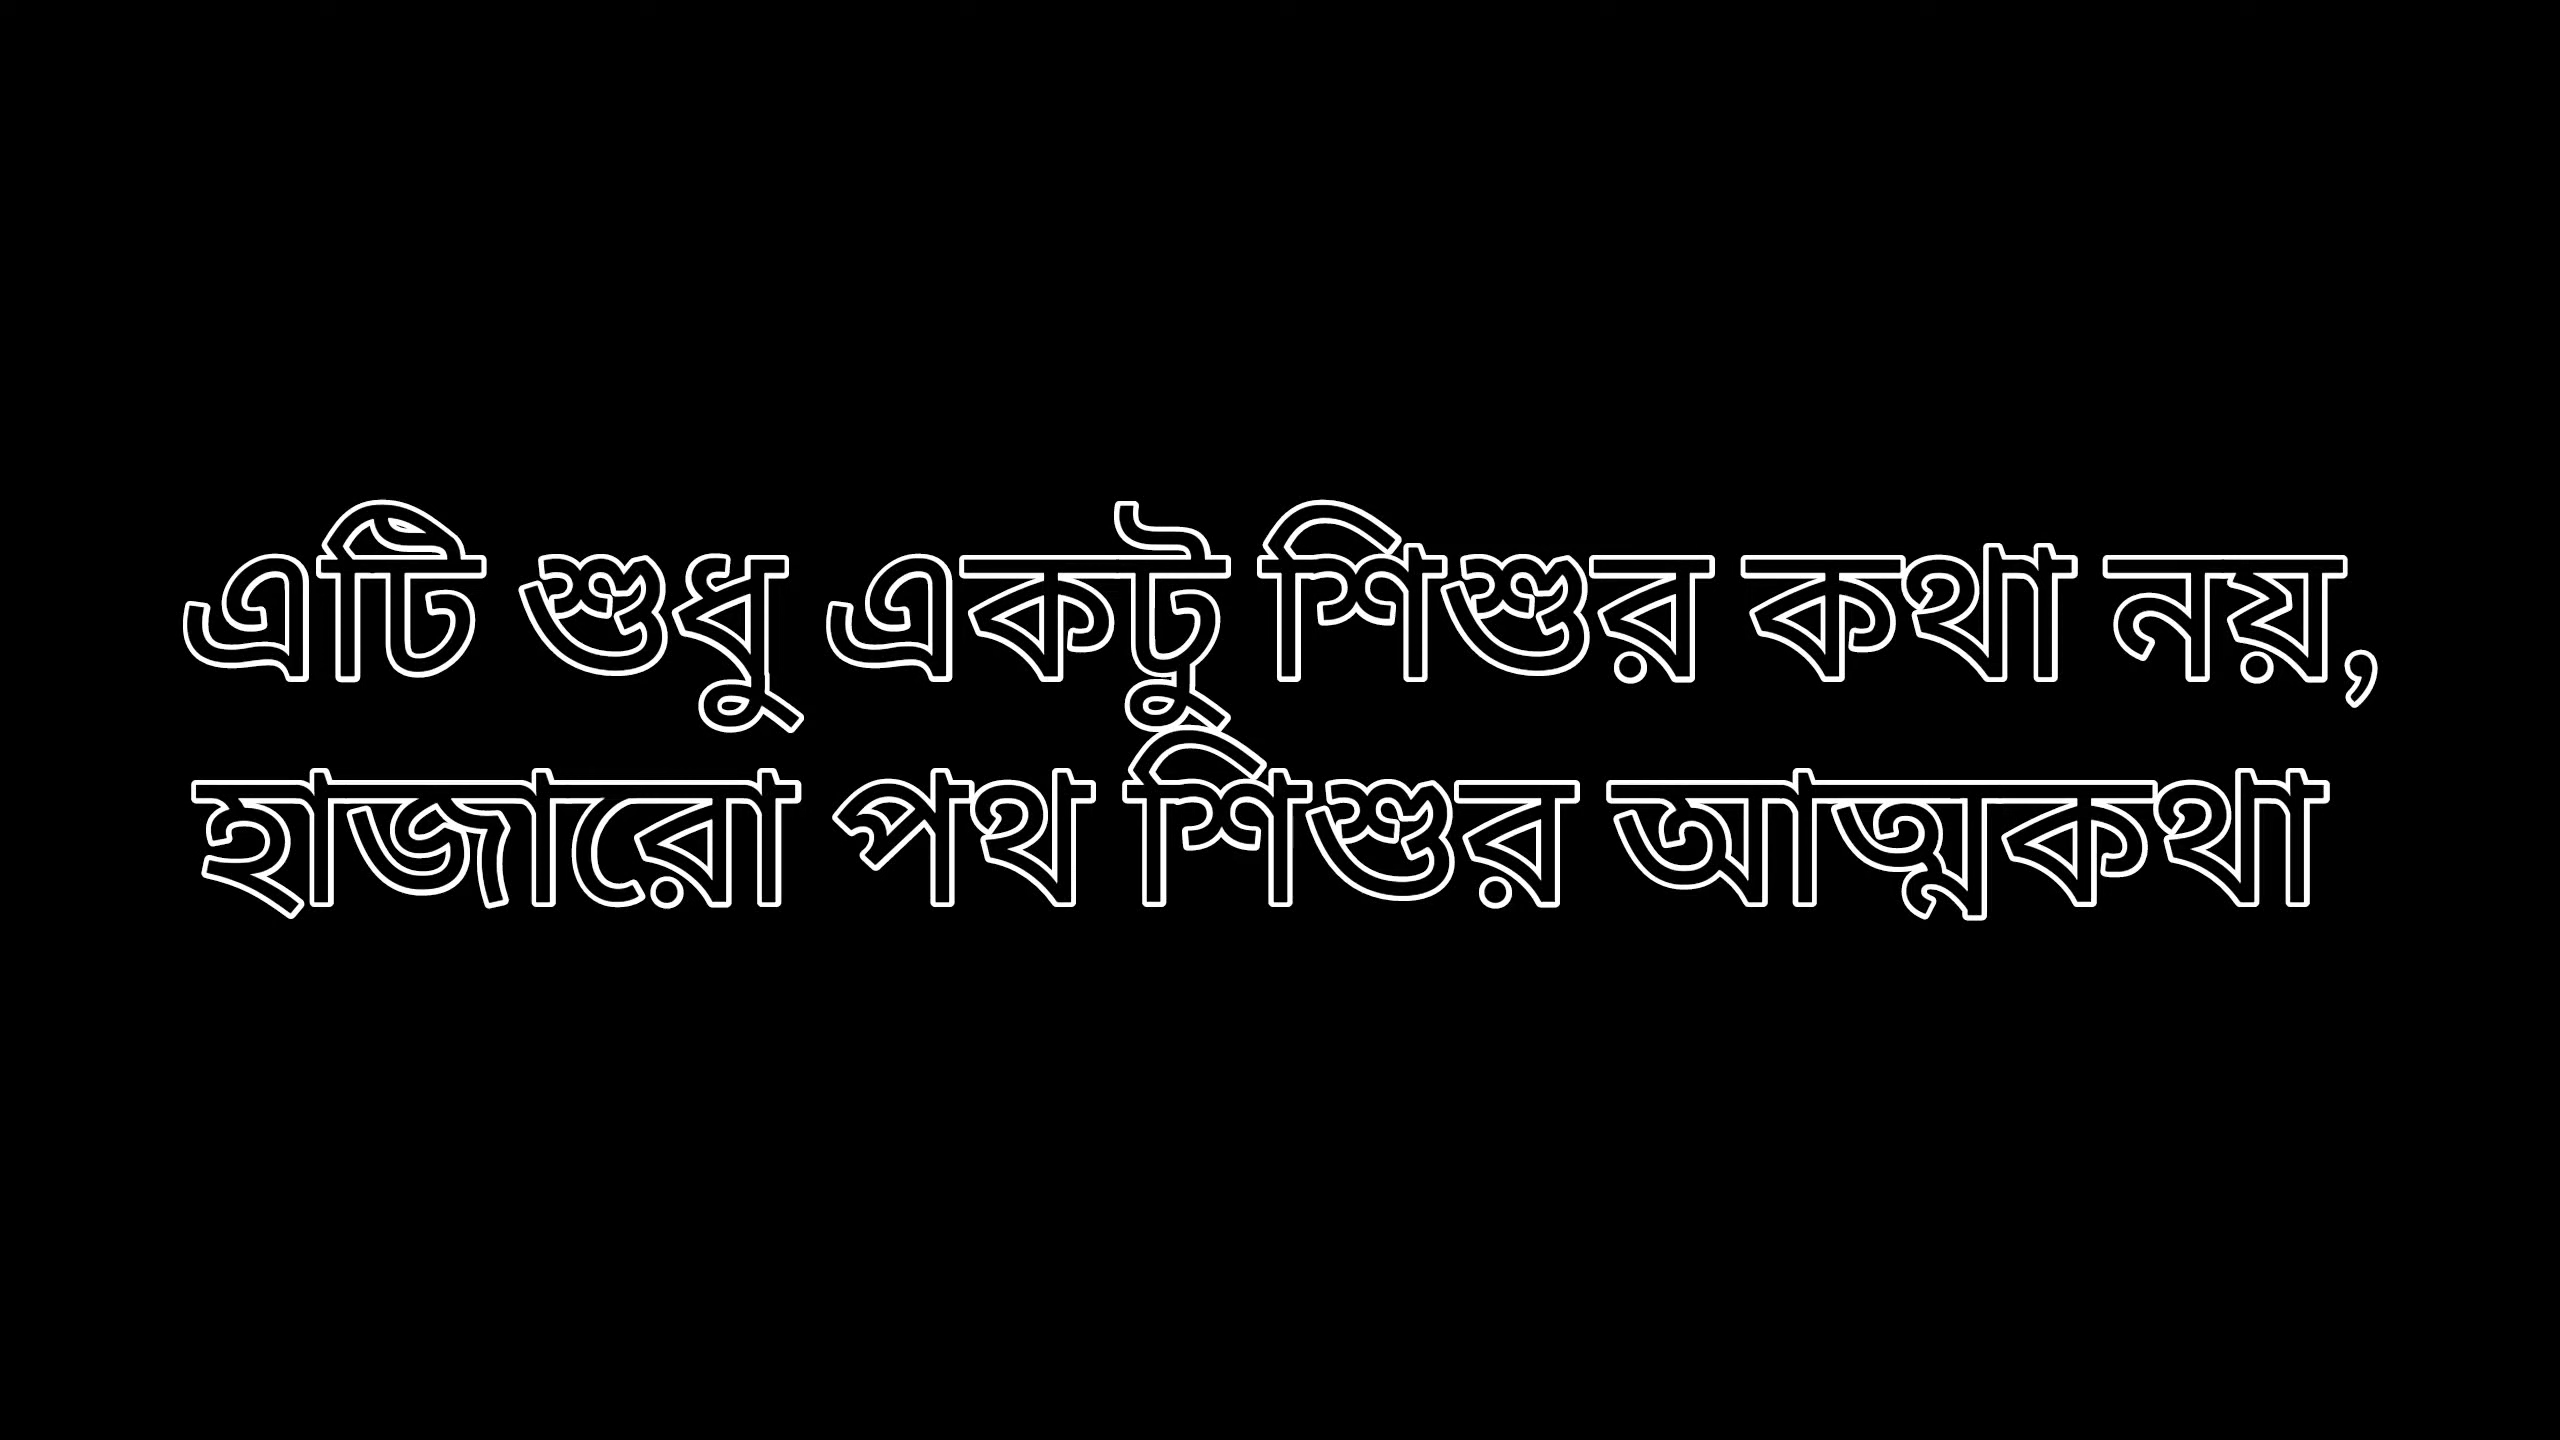 এটি শুধু একটু শিশুর কথা নয়,
হাজারো পথ শিশুর আত্মকথা